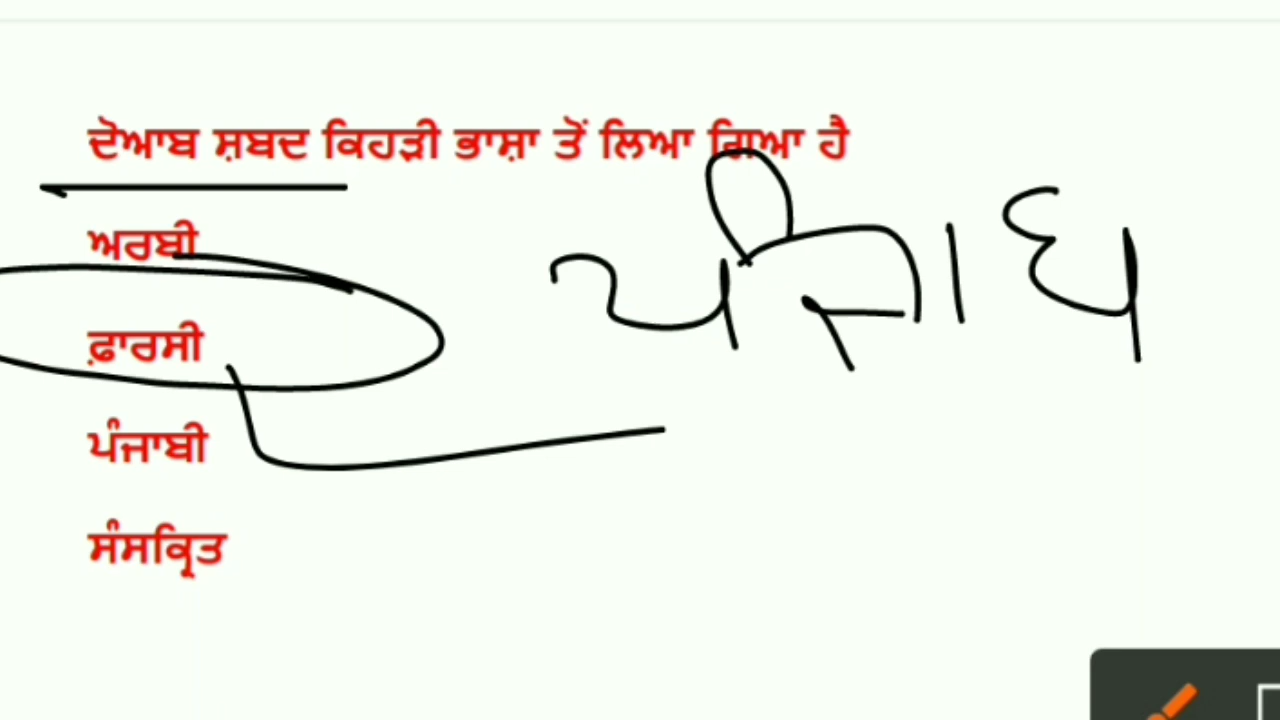 ਦੋਆਬ ਸ਼ਬਦ ਕਿਹੜੀ ਭਾਸ਼ਾ ਤੋਂ ਲਿਆ ਗਿਆ ਹੈ
ਅਰਬੀ
ਫ਼ਾਰਸੀ
ਪੰਜਾਬੀ
ਸੰਸਕ੍ਰਿਤ